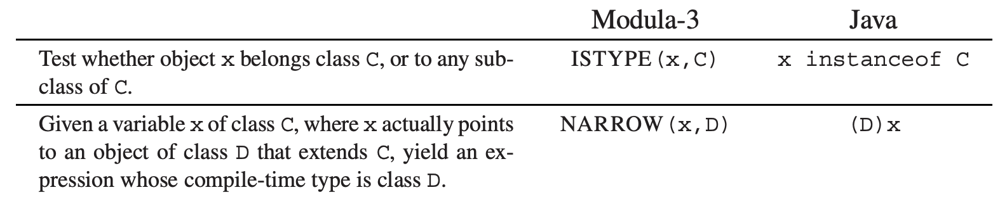 Modula-3 Java
Test whether object x belongs class C, or to any sub- ISTYPE(x,C) x instanceof C
class of C.
Given a variable x of class C, where x actually points NARROW(x,D) (D)x
to an object of class D that extends C, yield an ex-
pression whose compile-time type is class D.